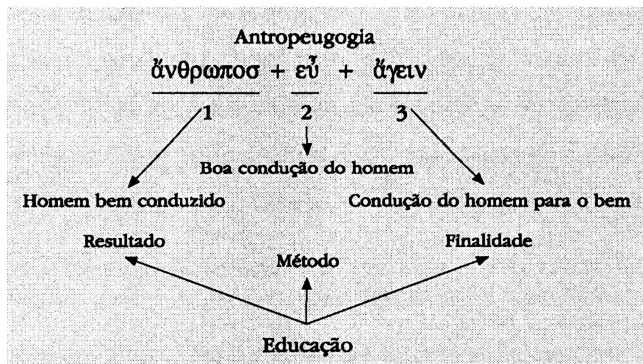 Antropeugogia
ἄνθρωποσ + εὖ + ἄγειν
1 2 3
Boa condução do homem
Homem bem conduzido Condução do homem para o bem
Resultado Finalidade
Método
Educação